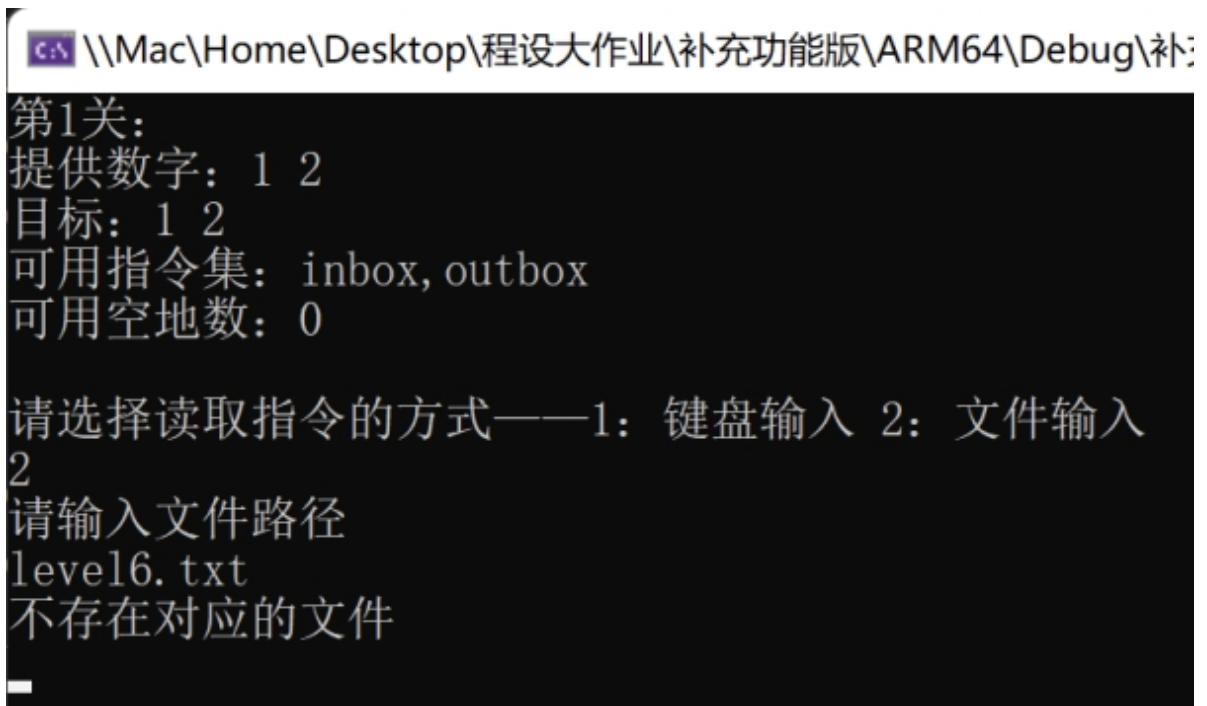 \\Mac\Home\Desktop\程设大作业\补充功能版\ARM64\Debug\补
第1关：
提供数字：1 2
目标：1 2
可用指令集：inbox,outbox
可用空地数：0
请选择读取指令的方式——1：键盘输入 2：文件输入
2
请输入文件路径
level6.txt
不存在对应的文件